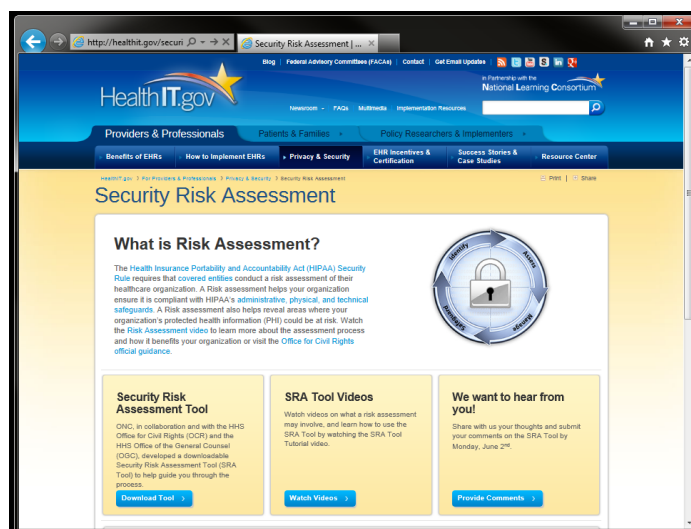 http://healthit.gov/securi
Security Risk Assessment | ...
Blog | Federal Advisory Committees (FACAs) | Contact | Get Email Updates
HealthIT.gov
In Partnership with the
National Learning Consortium
Newsroom FAQs Multimedia Implementation Resources
Providers & Professionals Patients & Families Policy Researchers & Implementers
Benefits of EHRs How to Implement EHRs Privacy & Security EHR Incentives & Certification Success Stories & Case Studies Resource Center
HealthIT.gov > For Providers & Professionals > Privacy & Security > Security Risk Assessment
Print | Share
Security Risk Assessment
What is Risk Assessment?
The Health Insurance Portability and Accountability Act (HIPAA) Security
Rule requires that covered entities conduct a risk assessment of their
healthcare organization. A Risk assessment helps your organization
ensure it is compliant with HIPAA's administrative, physical, and technical
safeguards. A Risk assessment also helps reveal areas where your
organization's protected health information (PHI) could be at risk. Watch
the Risk Assessment video to learn more about the assessment process
and how it benefits your organization or visit the Office for Civil Rights
official guidance.
Identify
Assess
Manage
Safeguard
Security Risk
Assessment Tool
ONC, in collaboration and with the HHS
Office for Civil Rights (OCR) and the
HHS Office of the General Counsel
(OGC), developed a downloadable
Security Risk Assessment Tool (SRA
Tool) to help guide you through the
process.
Download Tool >
SRA Tool Videos
Watch videos on what a risk assessment
may involve, and learn how to use the
SRA Tool by watching the SRA Tool
Tutorial video.
Watch Videos >
We want to hear from
you!
Share with us your thoughts and submit
your comments on the SRA Tool by
Monday, June 2nd.
Provide Comments >